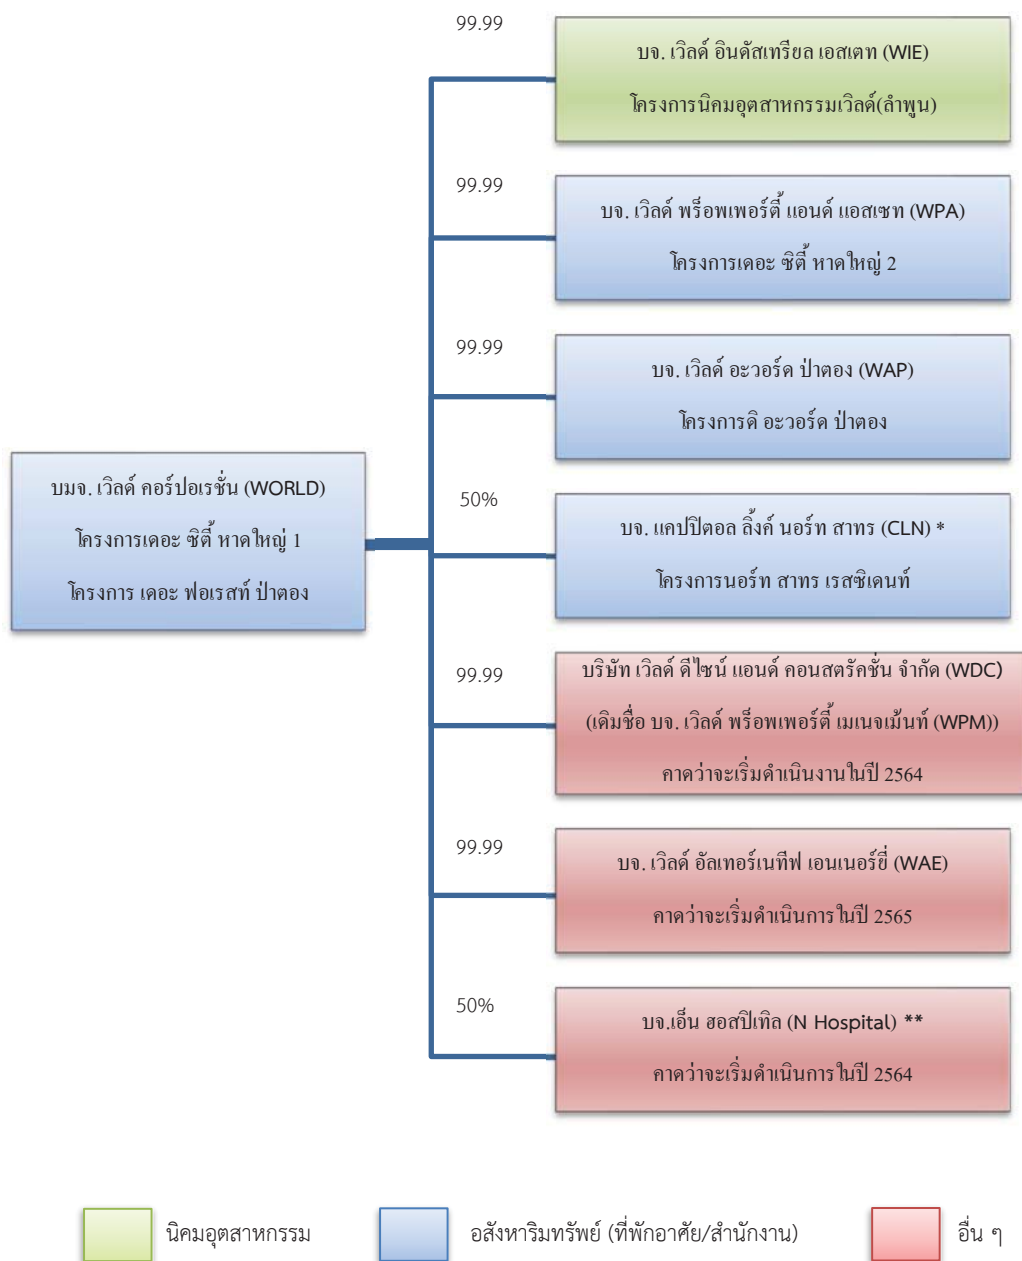 99.99
บจ. เวิลด์ อินดัสเทรียล เอสเตท (WIE)
โครงการนิคมอุตสาหกรรมเวิลด์(ลำพูน)
99.99
บจ. เวิลด์ พร็อพเพอร์ตี้ แอนด์ แอสเซท (WPA)
โครงการเดอะ ซิตี้ หาดใหญ่ 2
99.99
บจ. เวิลด์ อะวอร์ด ป่าตอง (WAP)
โครงการดิ อะวอร์ด ป่าตอง
บมจ. เวิลด์ คอร์ปอเรชั่น (WORLD)
โครงการเดอะ ซิตี้ หาดใหญ่ 1
โครงการ เดอะ ฟอเรสท์ ป่าตอง
50%
บจ. แคปปิตอล ลิ้งค์ นอร์ท สาทร (CLN) *
โครงการนอร์ท สาทร เรสซิเดนท์
99.99
บริษัท เวิลด์ ดีไซน์ แอนด์ คอนสตรัคชั่น จำกัด (WDC)
(เดิมชื่อ บจ. เวิลด์ พร็อพเพอร์ตี้ เมเนจเม้นท์ (WPM))
คาดว่าจะเริ่มดำเนินงานในปี 2564
99.99
บจ. เวิลด์ อัลเทอร์เนทีฟ เอนเนอร์ยี่ (WAE)
คาดว่าจะเริ่มดำเนินการในปี 2565
50%
บจ.เอ็น ฮอสปิเทิล (N Hospital) **
คาดว่าจะเริ่มดำเนินการในปี 2564
นิคมอุตสาหกรรม
อสังหาริมทรัพย์ (ที่พักอาศัย/สำนักงาน)
อื่น ๆ